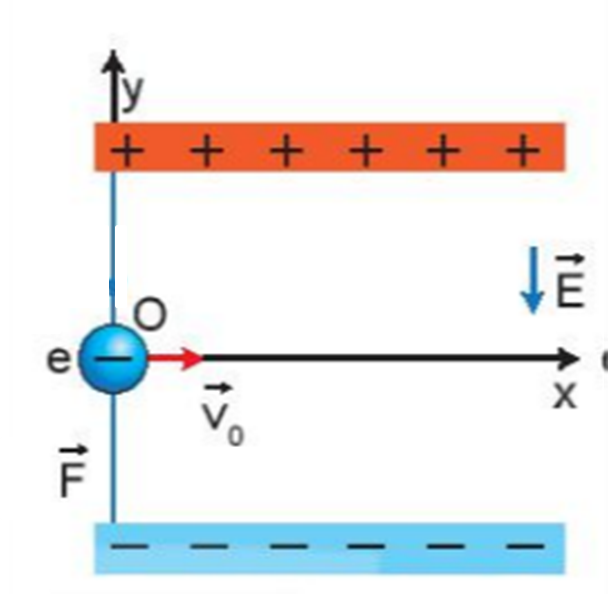 y
+ + + + + +
E
O
e −
v0
x
F
− − − − − −